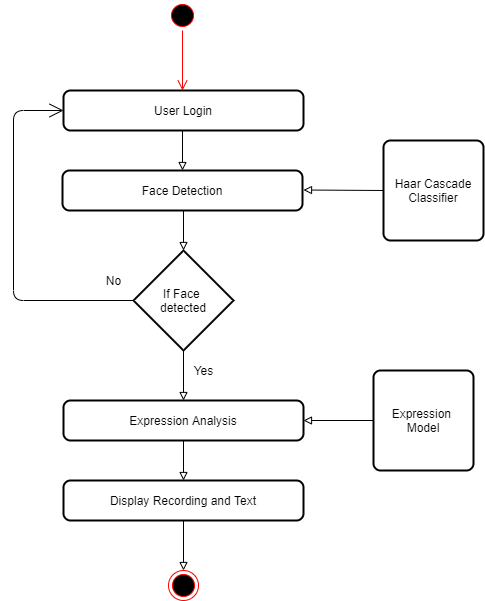 User Login
Face Detection
Haar Cascade
Classifier
If Face
detected
No
Yes
Expression Analysis
Expression
Model
Display Recording and Text